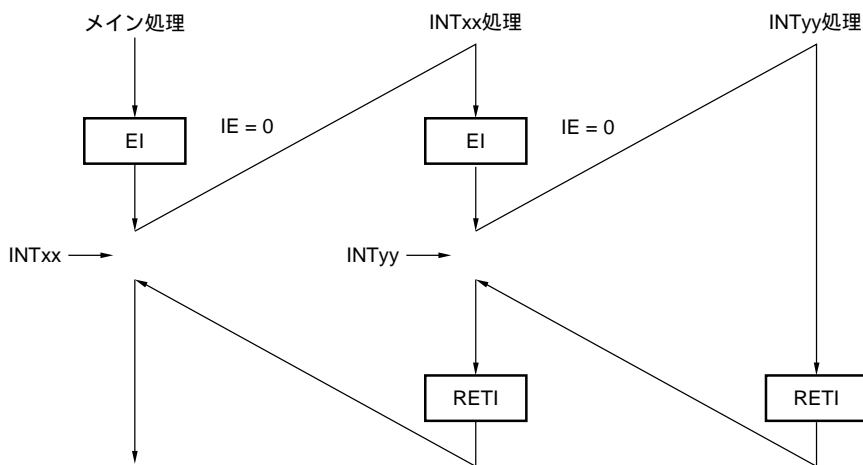 メイン処理
INTxx処理
INTyy処理
EI
IE = 0
EI
IE = 0
INTxx
INTyy
RETI
RETI